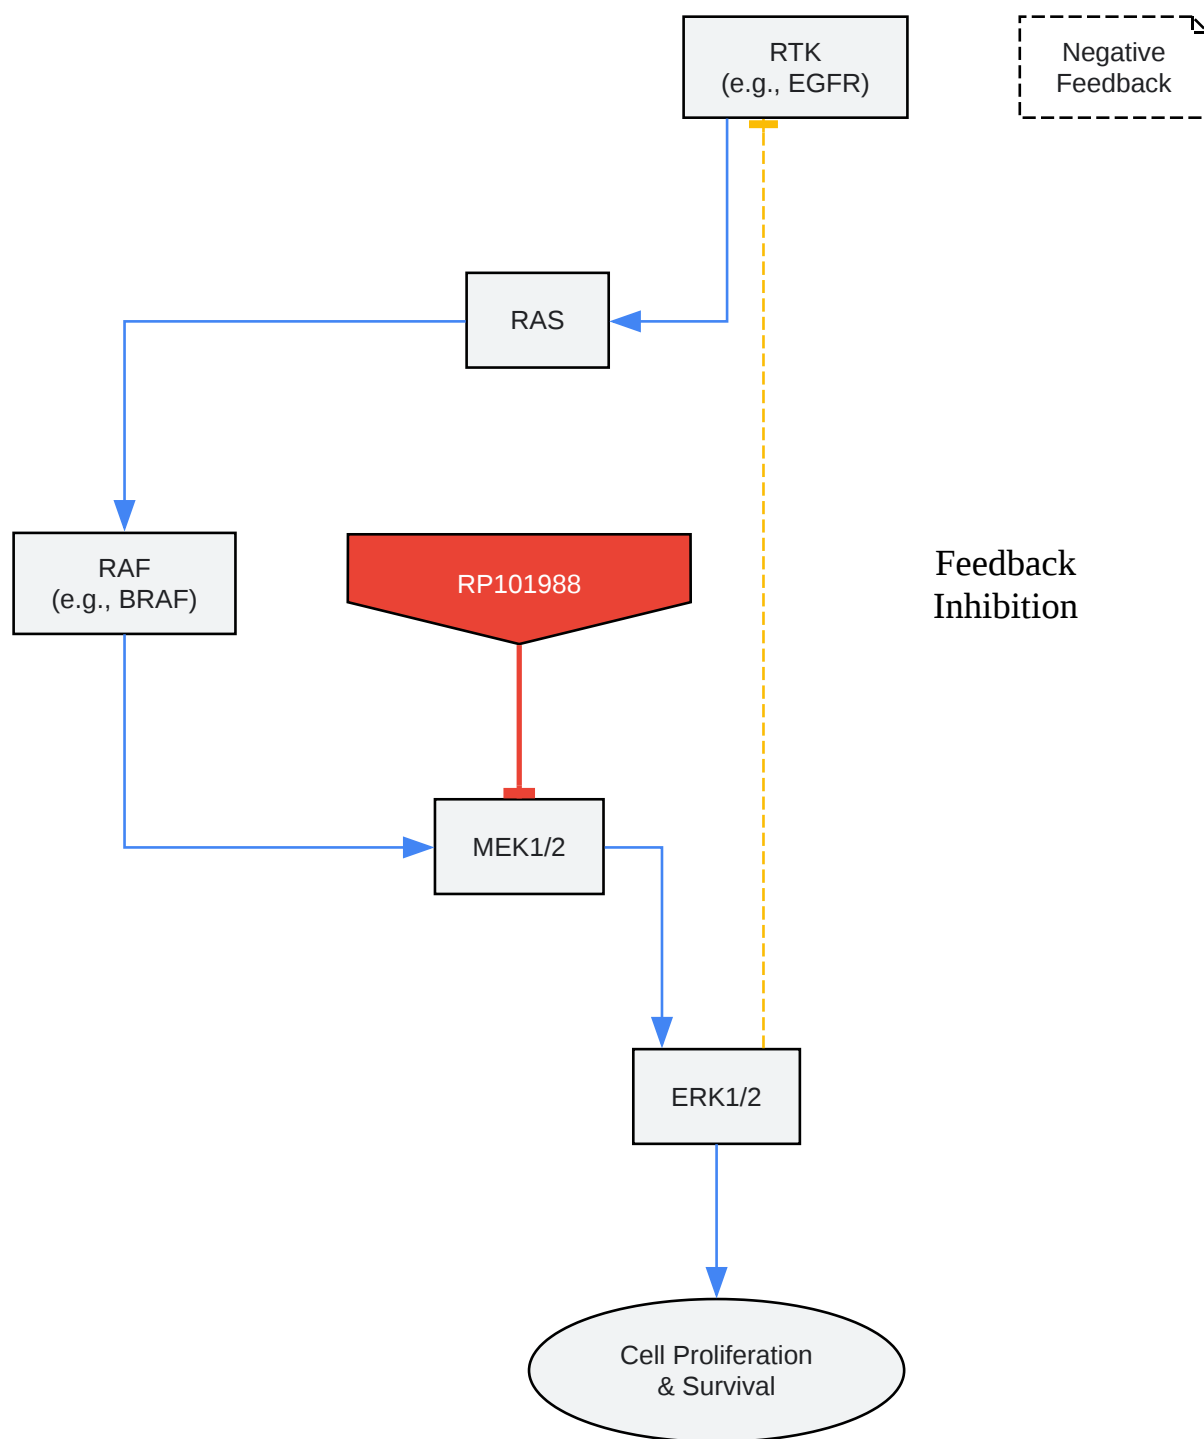 RTK
(e.g., EGFR)
Negative
Feedback
RAS
RAF
(e.g., BRAF)
RP101988
Feedback
Inhibition
MEK1/2
ERK1/2
Cell Proliferation
& Survival